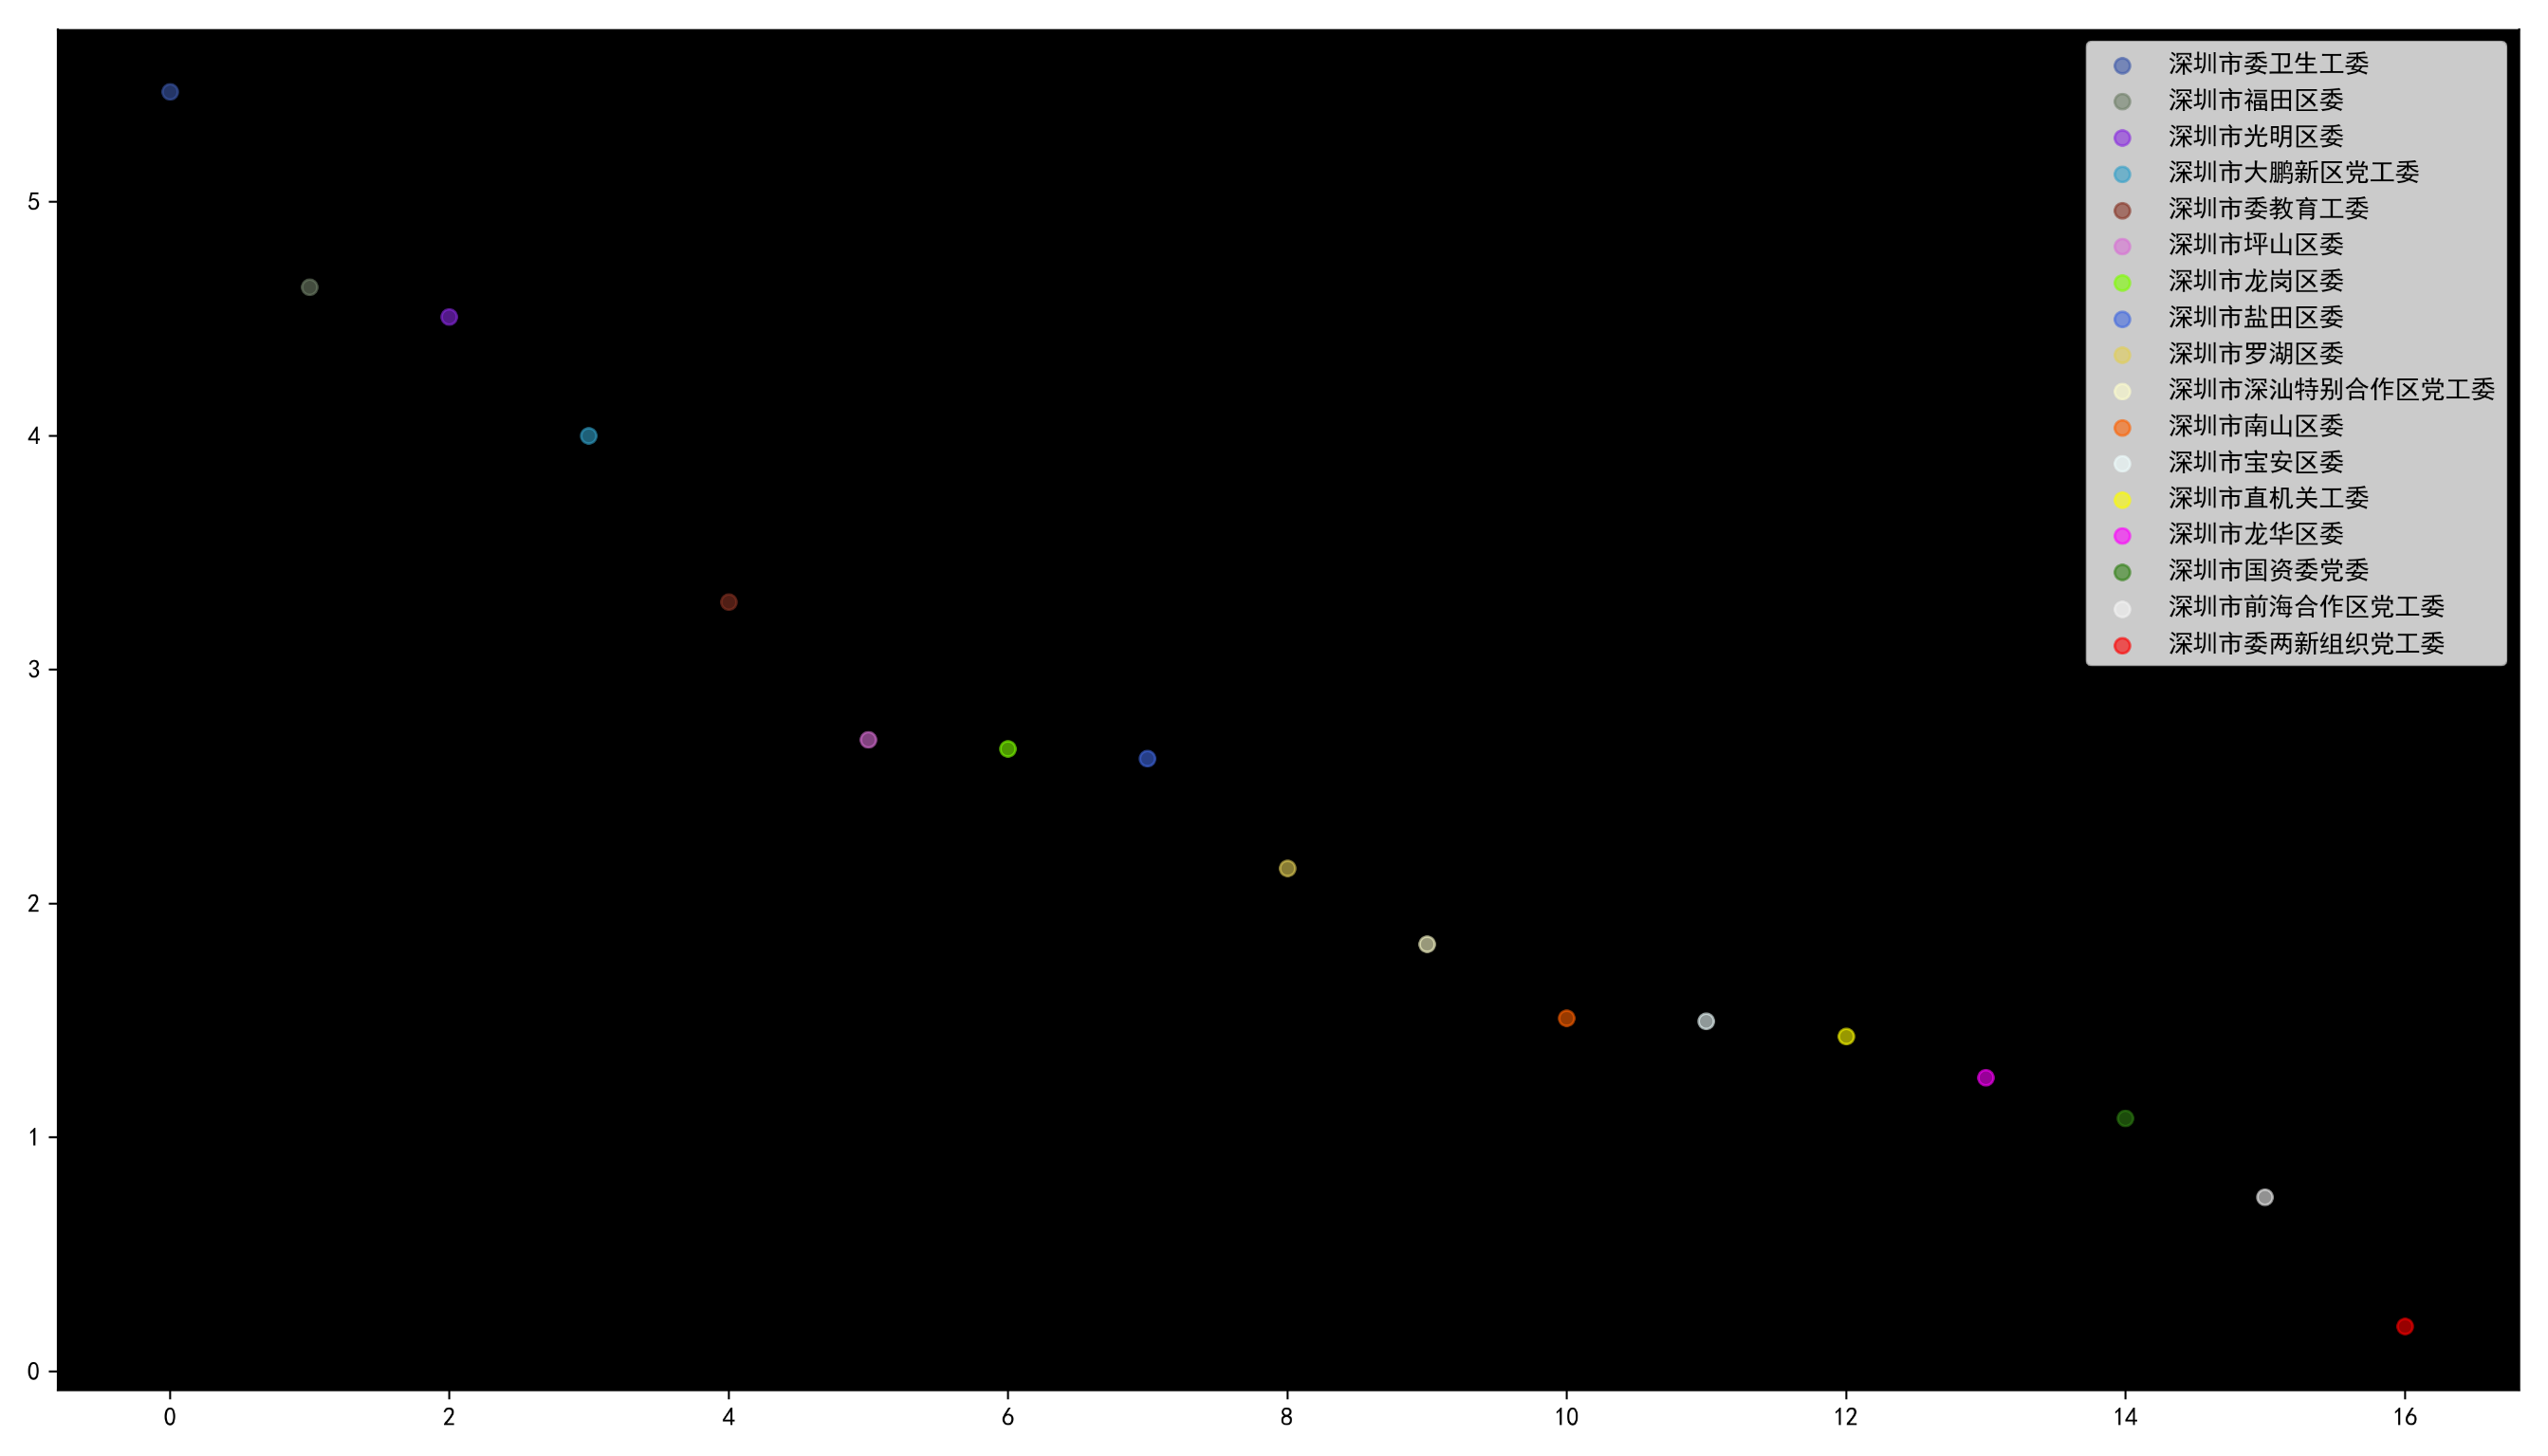 深圳市委卫生工委
深圳市福田区委
深圳市光明区委
深圳市大鹏新区党工委
深圳市委教育工委
深圳市坪山区委
深圳市龙岗区委
深圳市盐田区委
深圳市罗湖区委
深圳市深汕特别合作区党工委
深圳市南山区委
深圳市宝安区委
深圳市直机关工委
深圳市龙华区委
深圳市国资委党委
深圳市前海合作区党工委
深圳市委两新组织党工委
5
4
3
2
1
0
0 2 4 6 8 10 12 14 16